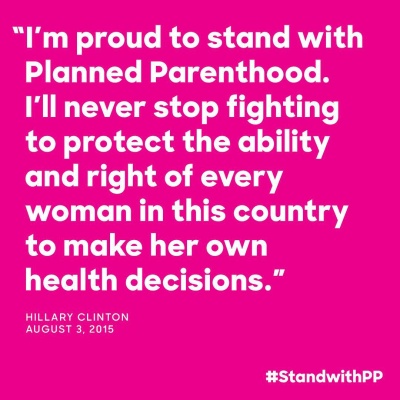 “I’m proud to stand with
Planned Parenthood.
I’ll never stop fighting
to protect the ability
and right of every
woman in this country
to make her own
health decisions.”
HILLARY CLINTON
AUGUST 3, 2015
#StandwithPP